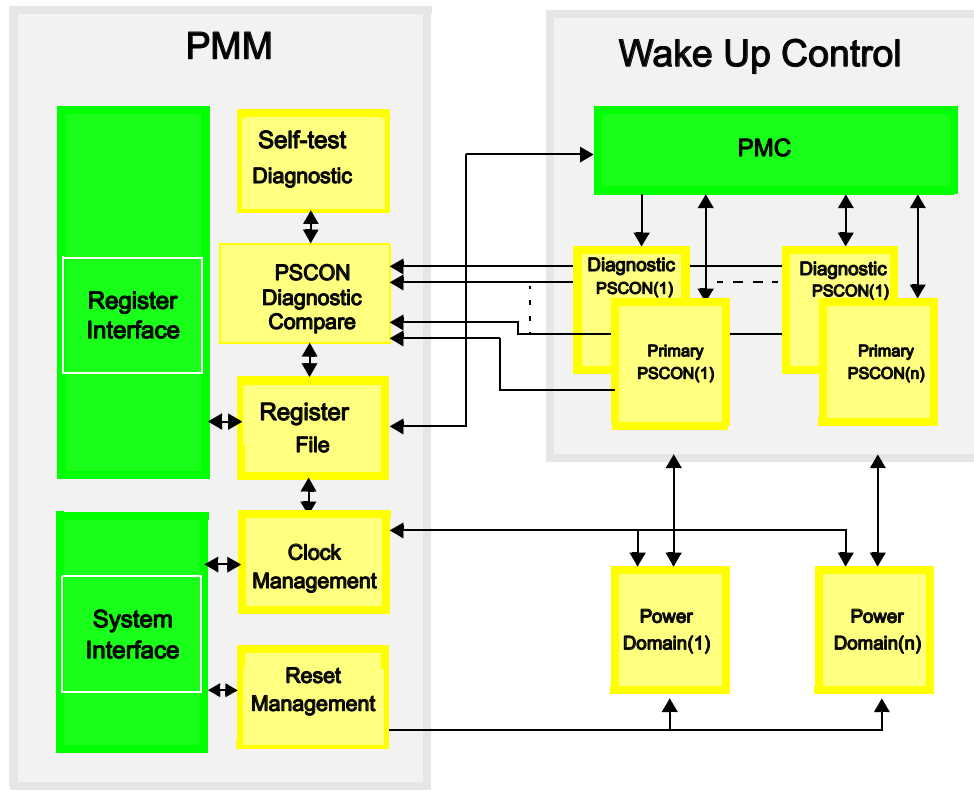 PMM
Self-test
Diagnostic
PSCON
Diagnostic
Compare
Register
Interface
Register
File
Clock
Management
System
Interface
Reset
Management
Wake Up Control
PMC
Diagnostic
PSCON(1)
Primary
PSCON(1)
Diagnostic
PSCON(1)
Primary
PSCON(n)
Power
Domain(1)
Power
Domain(n)